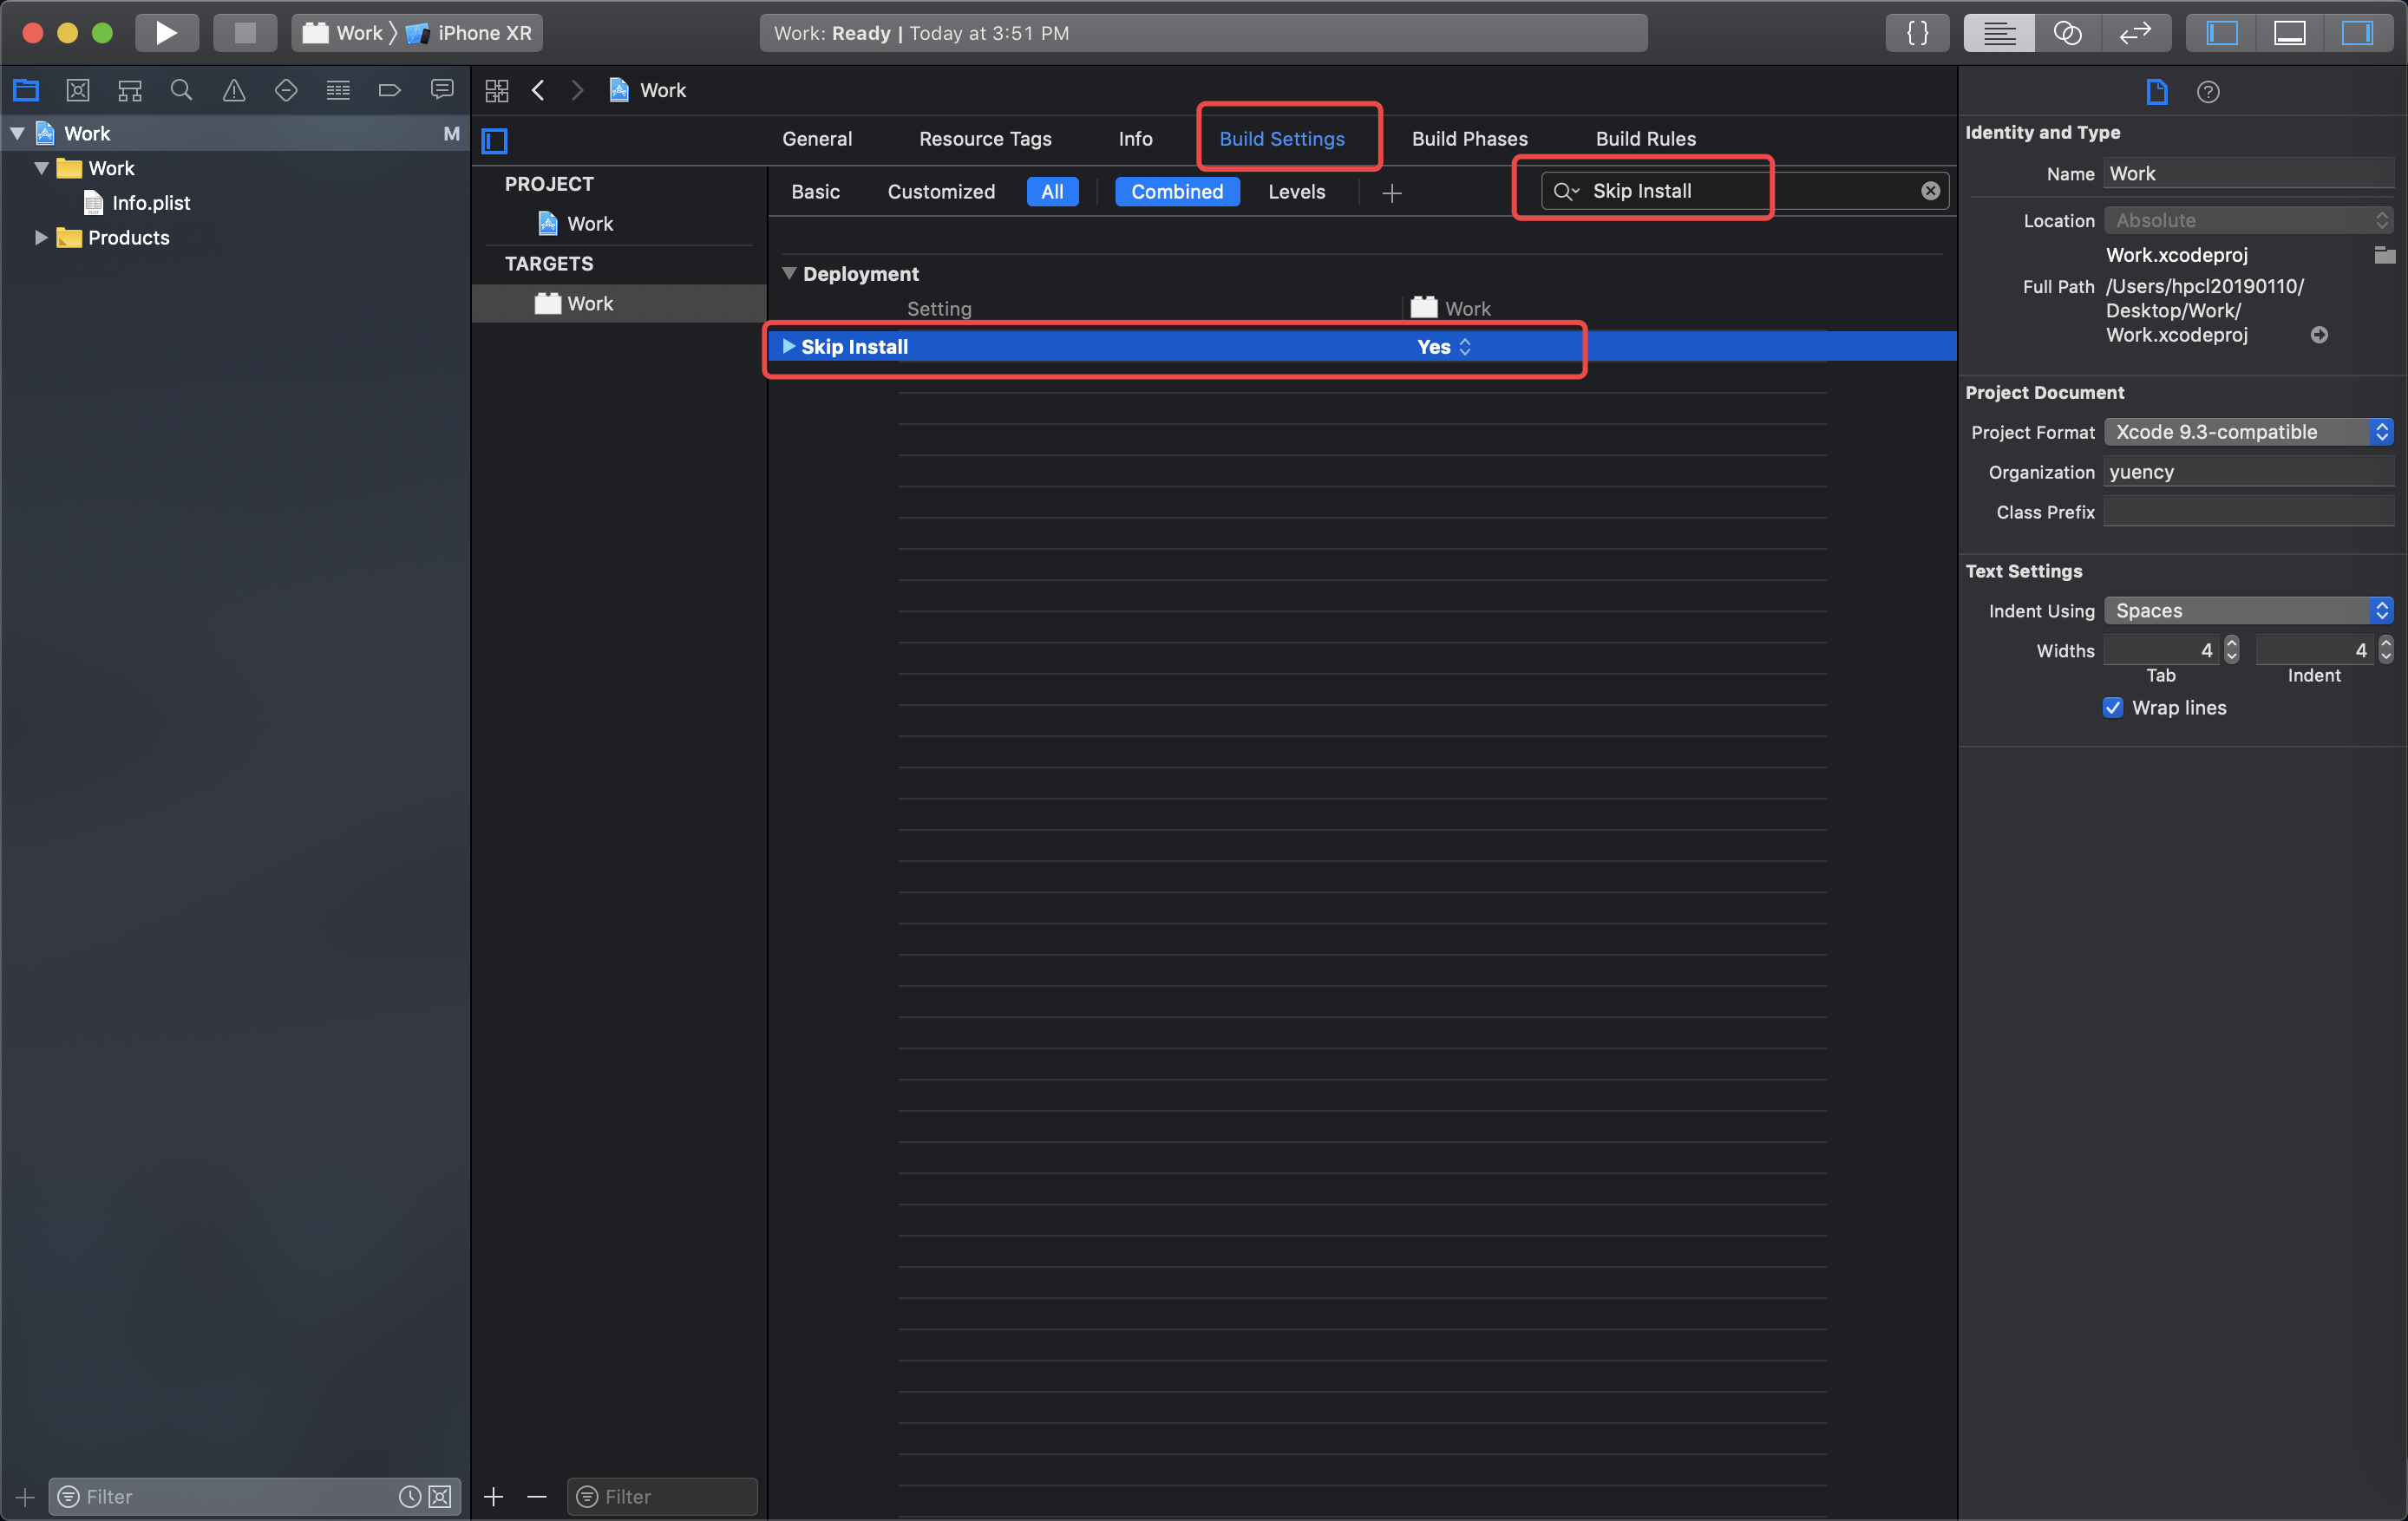 Work 〉 iPhone XR
Work: Ready | Today at 3:51 PM
{ }
Work
Work M
Work
Info.plist
Products
General Resource Tags Info Build Settings Build Phases Build Rules
PROJECT
Work
TARGETS
Work
Basic Customized All Combined Levels Skip Install
Deployment
Setting Work
Skip Install Yes
Identity and Type
Name Work
Location Absolute
Work.xcodeproj
Full Path /Users/hpcl20190110/
Desktop/Work/
Work.xcodeproj
Project Document
Project Format Xcode 9.3-compatible
Organization yuency
Class Prefix
Text Settings
Indent Using Spaces
Widths 4 4
Tab Indent
Wrap lines
Filter
Filter